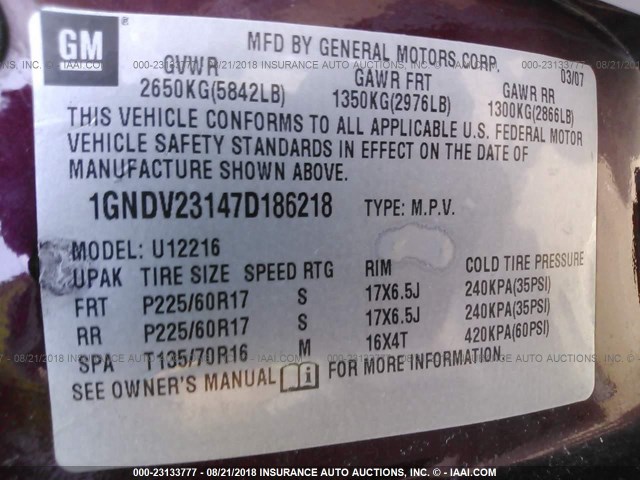 GM
MFD BY GENERAL MOTORS CORP.
03/07
GVWR GAWR FRT GAWR RR
2650KG(5842LB) 1350KG(2976LB) 1300KG(2866LB)
THIS VEHICLE CONFORMS TO ALL APPLICABLE U.S. FEDERAL MOTOR
VEHICLE SAFETY STANDARDS IN EFFECT ON THE DATE OF
MANUFACTURE SHOWN ABOVE.
1GNDV23147D186218 TYPE: M.P.V.
MODEL: U12216
UPAK TIRE SIZE SPEED RTG RIM COLD TIRE PRESSURE
FRT P225/60R17 S 17X6.5J 240KPA(35PSI)
RR P225/60R17 S 17X6.5J 240KPA(35PSI)
SPA T135/70R16 M 16X4T 420KPA(60PSI)
SEE OWNER'S MANUAL i FOR MORE INFORMATION.
000-23133777 - 08/21/2018 - INSURANCE AUTO AUCTIONS, INC. © - IAAI.COM